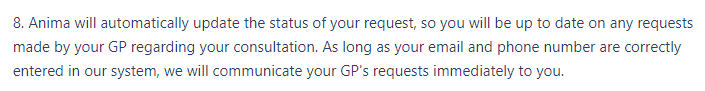 8. Anima will automatically update the status of your request, so you will be up to date on any requests
made by your GP regarding your consultation. As long as your email and phone number are correctly
entered in our system, we will communicate your GP's requests immediately to you.